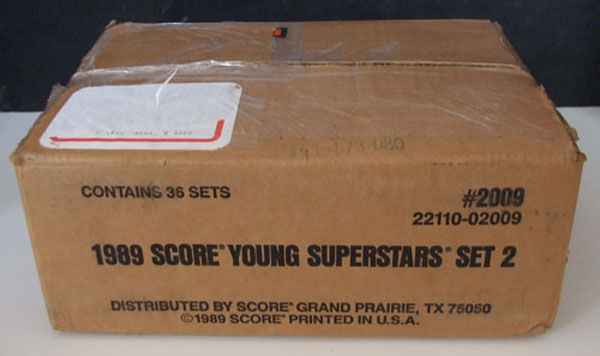 CONTAINS 36 SETS
#2009
22110-02009
1989 SCORE® YOUNG SUPERSTARS® SET 2
DISTRIBUTED BY SCORE® GRAND PRAIRIE, TX 75050
©1989 SCORE® PRINTED IN U.S.A.